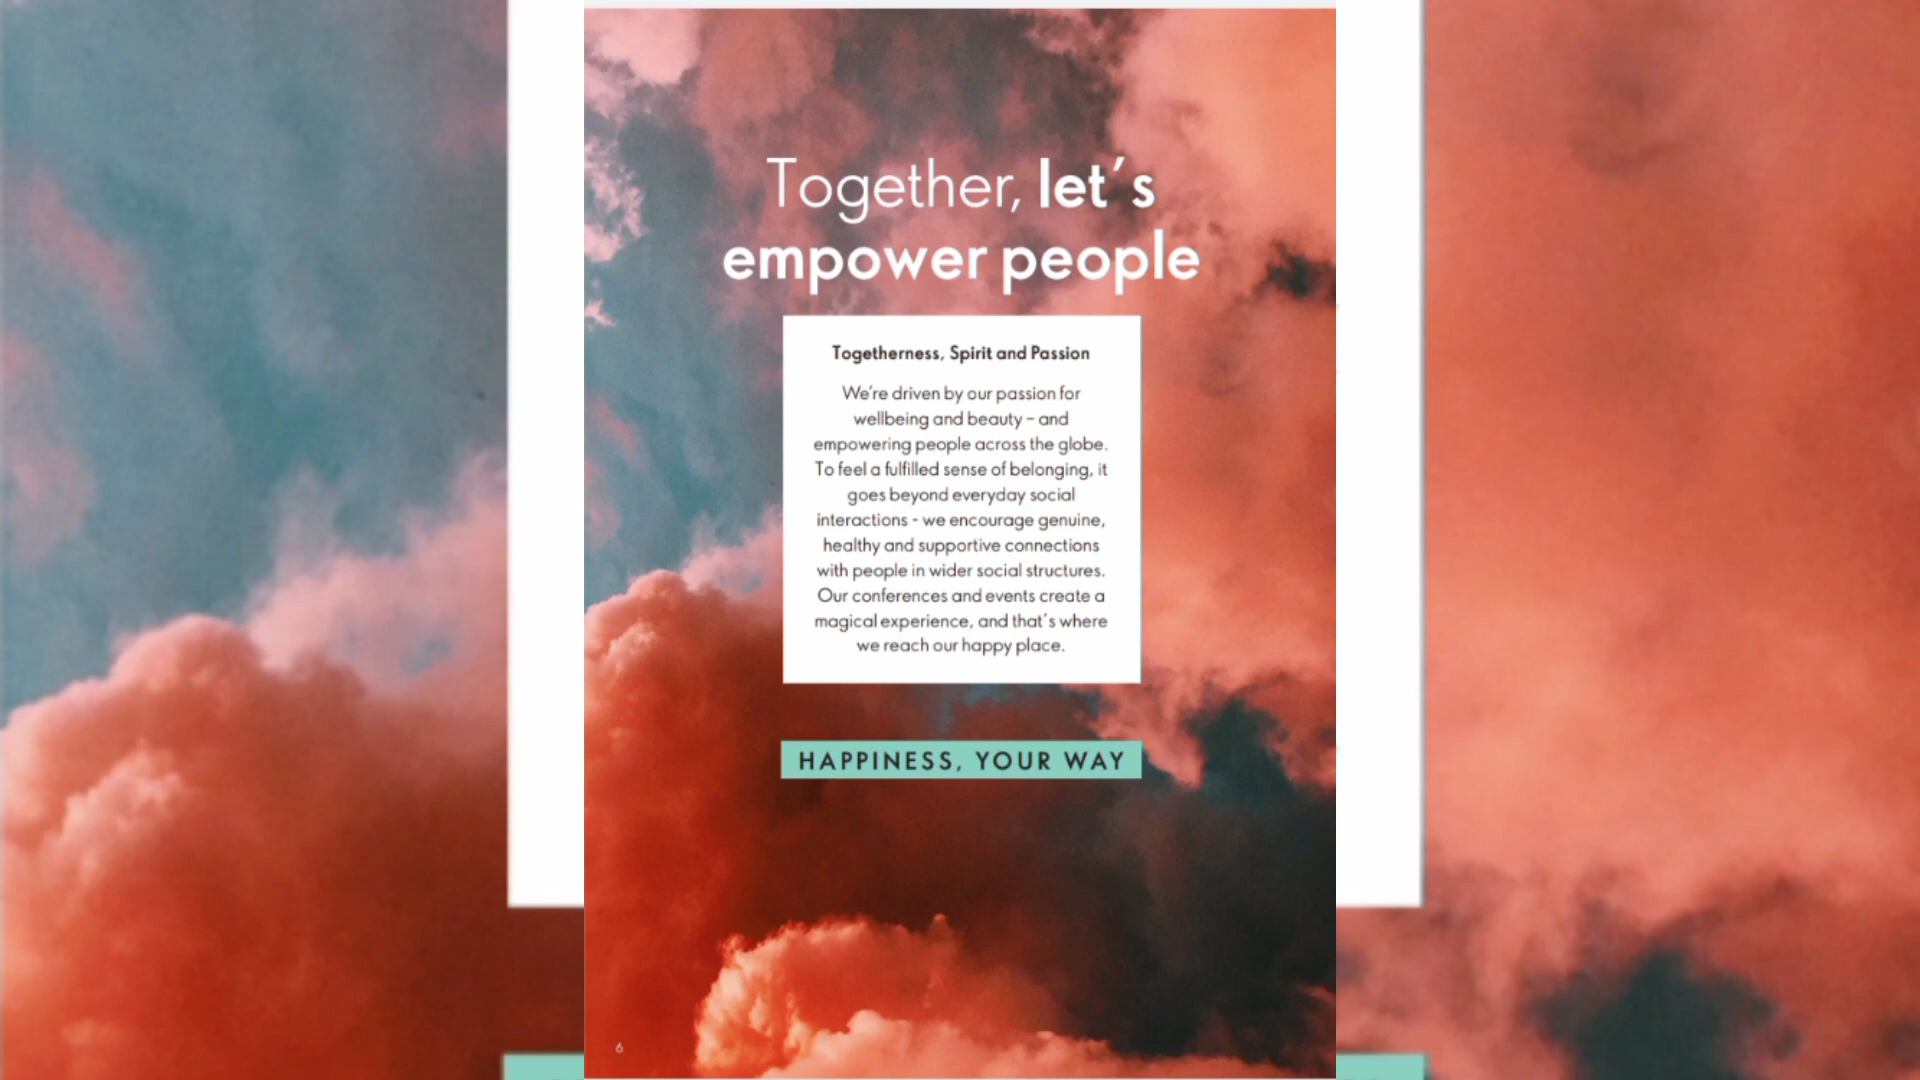 Together, let's
empower people
Togetherness, Spirit and Passion
We're driven by our passion for
wellbeing and beauty – and
empowering people across the globe.
To feel a fulfilled sense of belonging, it
goes beyond everyday social
interactions - we encourage genuine,
healthy and supportive connections
with people in wider social structures.
Our conferences and events create a
magical experience, and that's where
we reach our happy place.
HAPPINESS, YOUR WAY
6